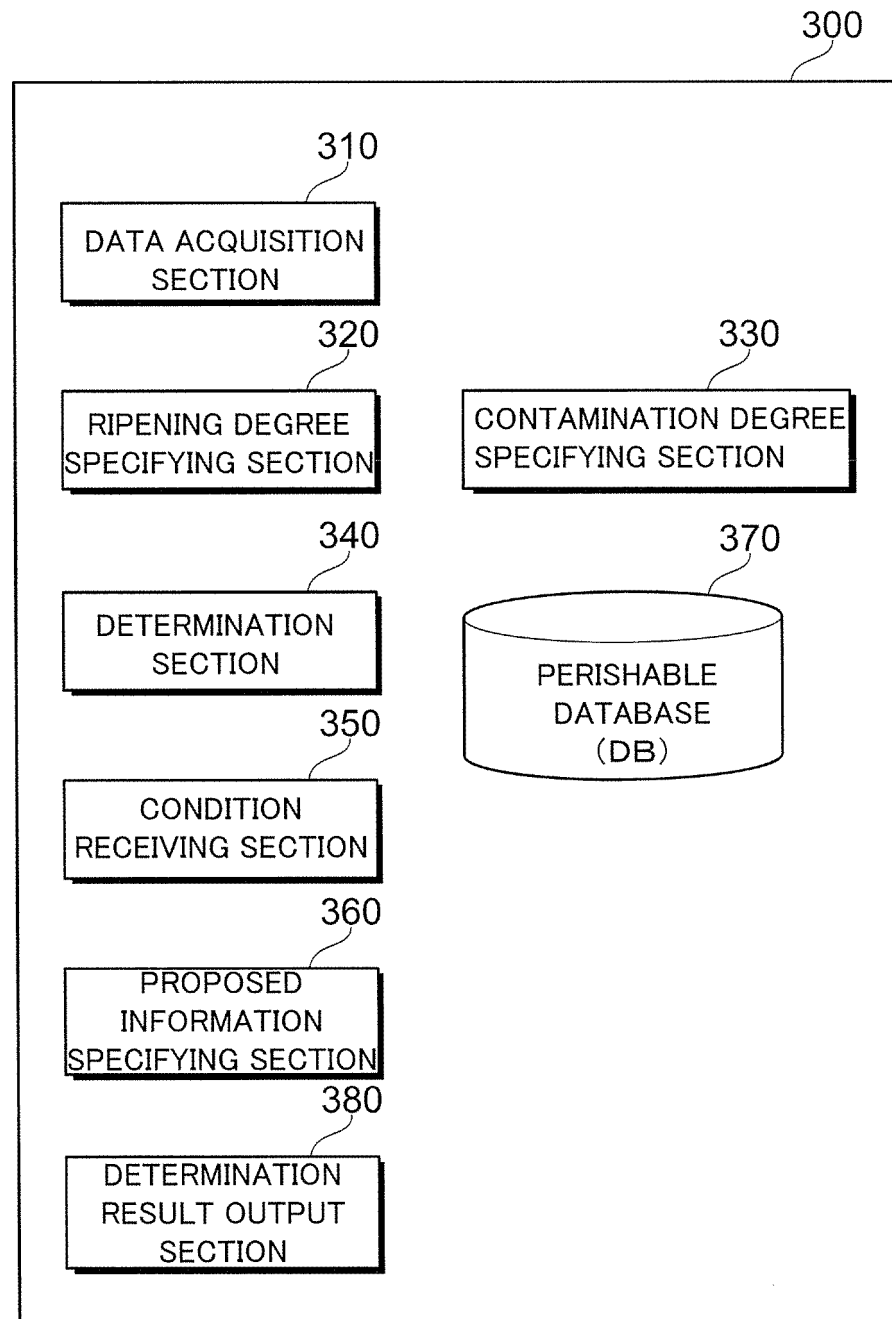 300
310
DATA ACQUISITION
SECTION
320
RIPENING DEGREE
SPECIFYING SECTION
330
CONTAMINATION DEGREE
SPECIFYING SECTION
340
DETERMINATION
SECTION
370
PERISHABLE
DATABASE
(DB)
350
CONDITION
RECEIVING SECTION
360
PROPOSED
INFORMATION
SPECIFYING SECTION
380
DETERMINATION
RESULT OUTPUT
SECTION